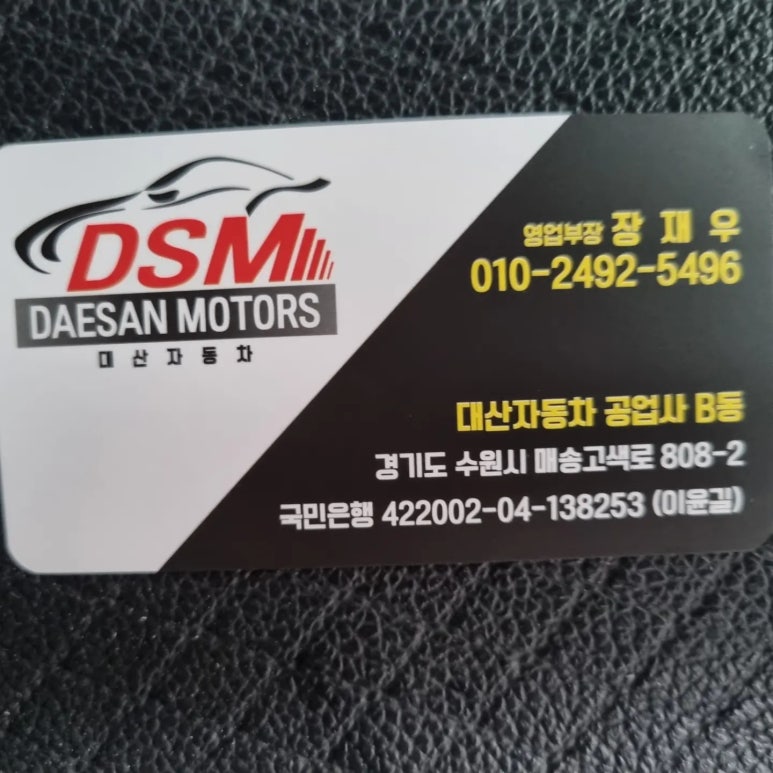 DSM
DAESAN MOTORS
대산자동차
영업부장 장 재 우
010-2492-5496
대산자동차 공업사 B동
경기도 수원시 매송고색로 808-2
국민은행 422002-04-138253 (이윤길)